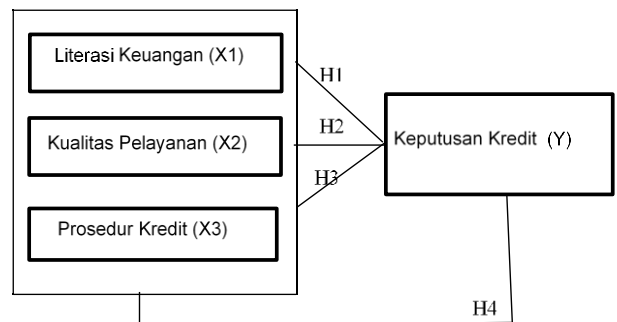 Literasi Keuangan (X1)
H1
H2
Kualitas Pelayanan (X2)
Keputusan Kredit (Y)
H3
Prosedur Kredit (X3)
H4